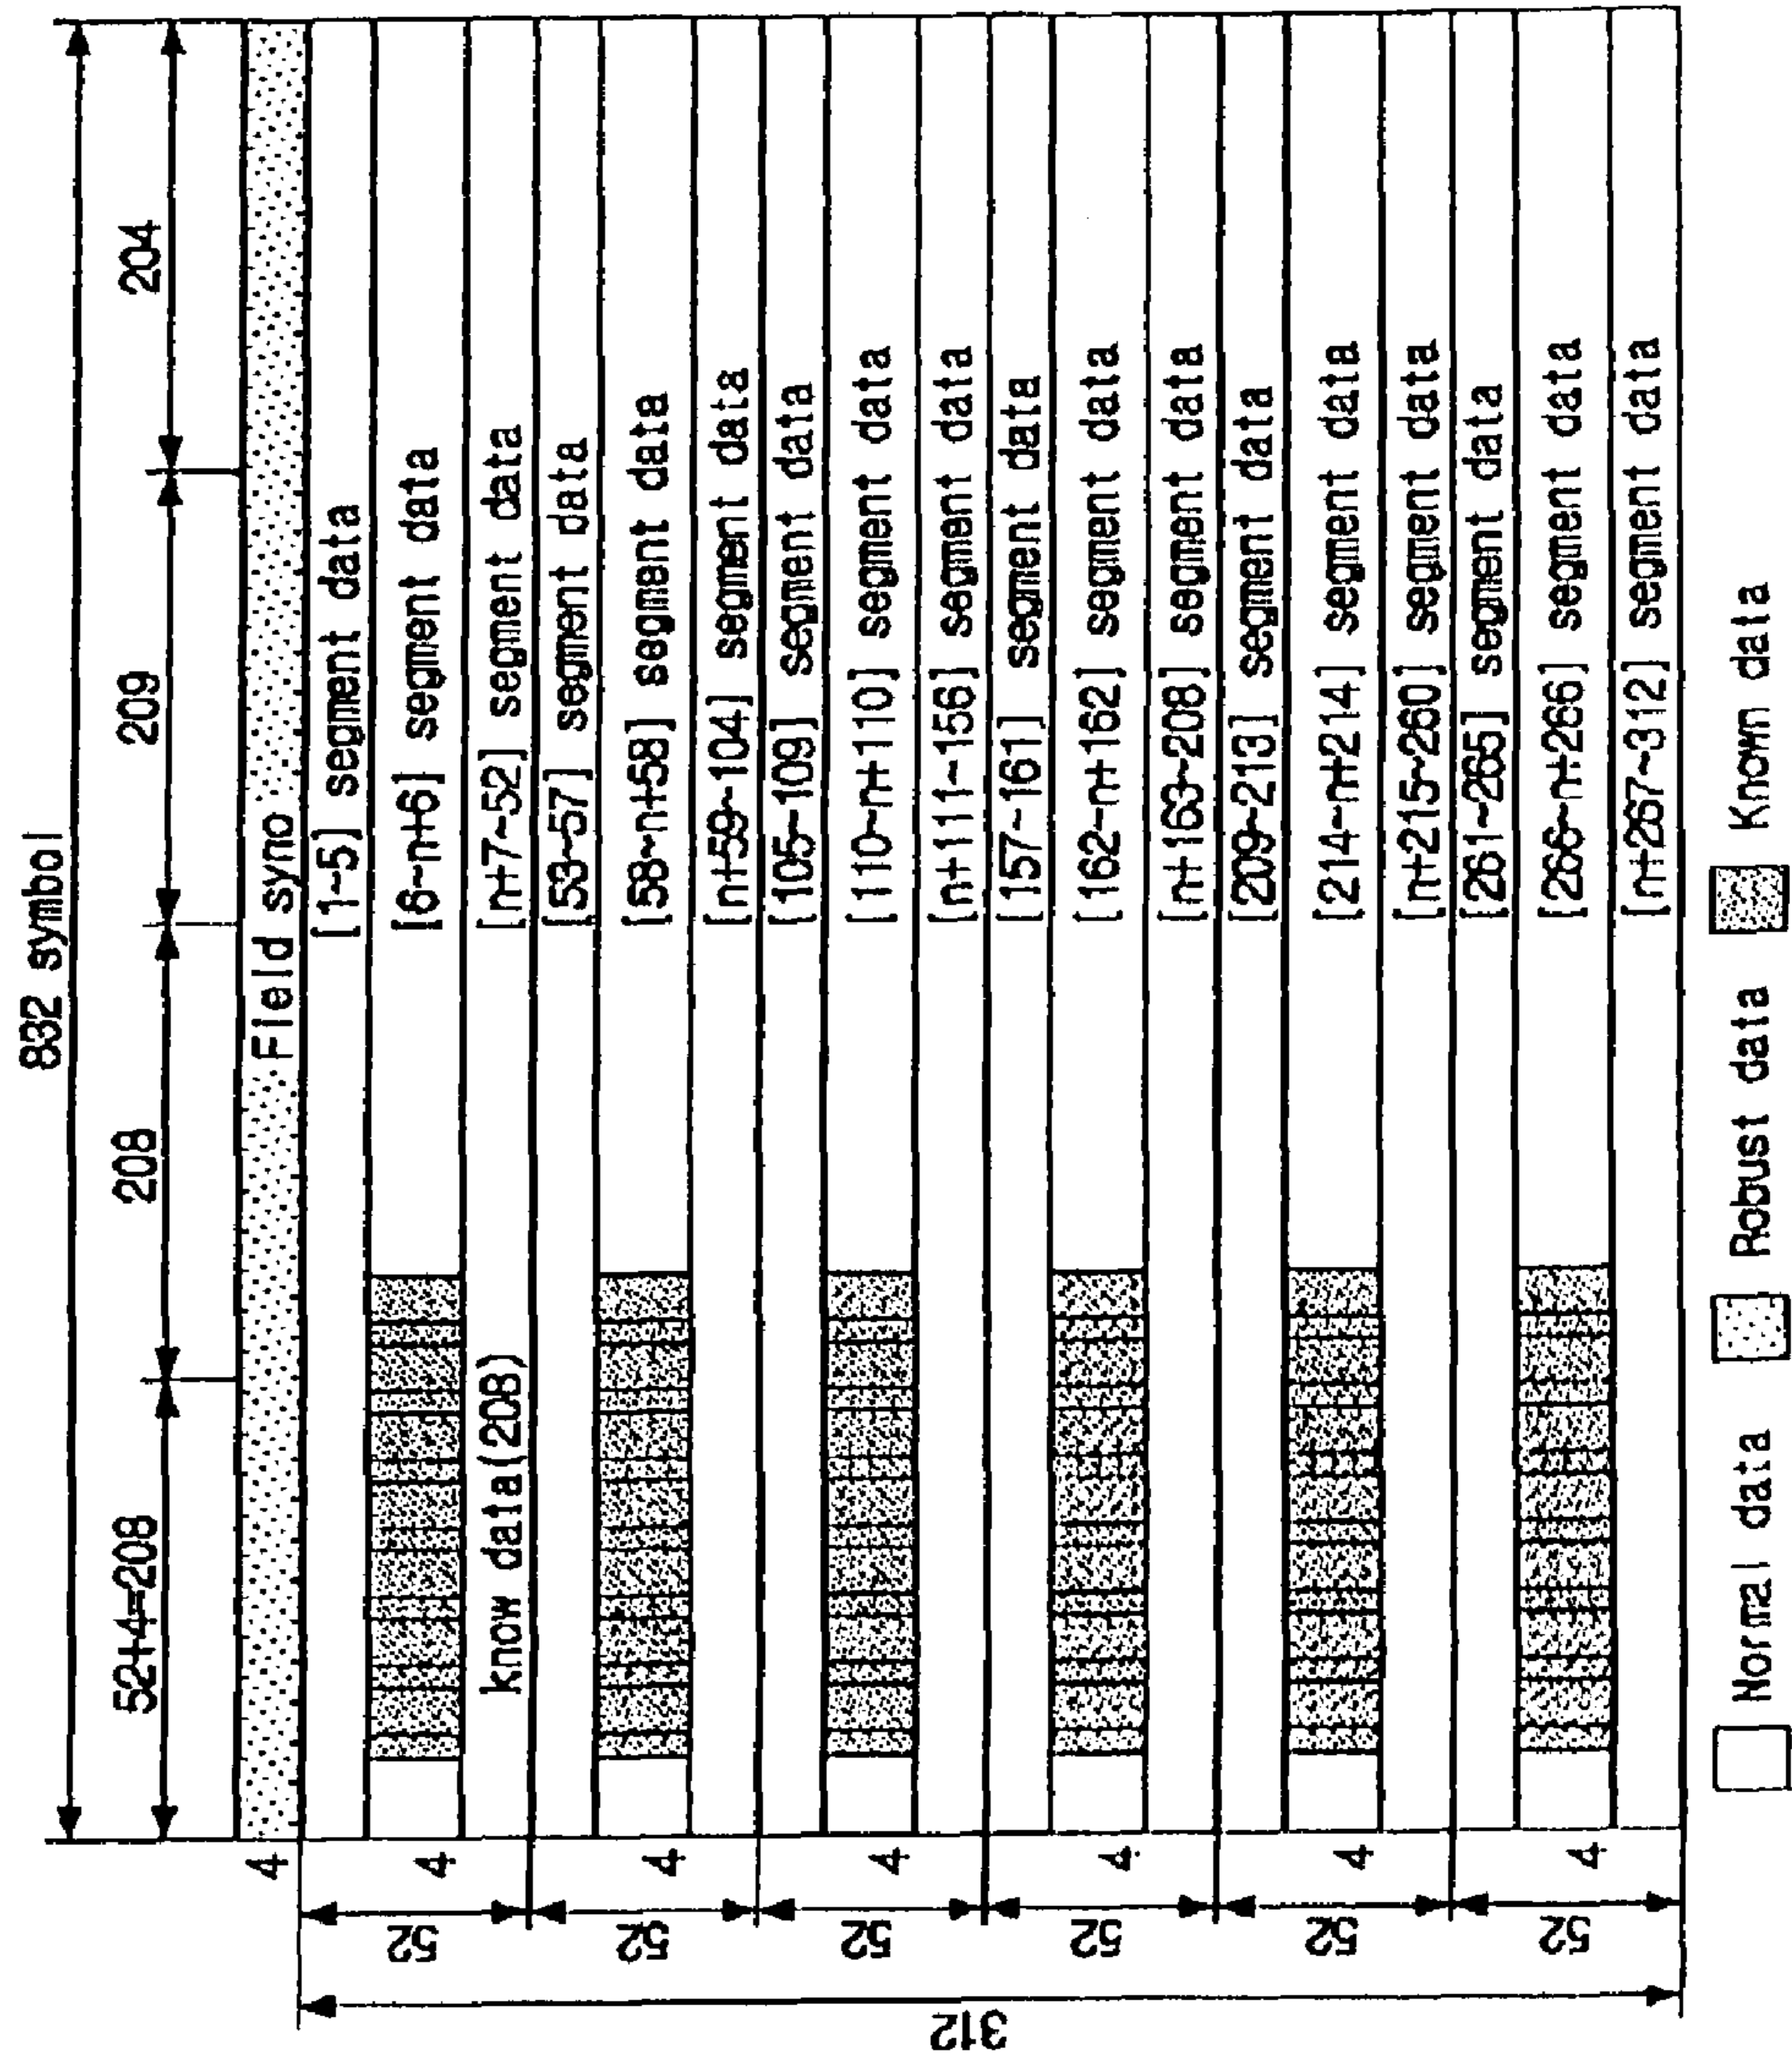 832 symbol
52+4=208
208
209
204
4
Field syno
[1~5] segment data
4
[6~n+6] segment data
know data(208)
[n+7~52] segment data
52
[53~57] segment data
4
[58~n+58] segment data
[n+59~104] segment data
52
[105~109] segment data
4
[110~n+110] segment data
[n+111~156] segment data
52
[157~161] segment data
4
[162~n+162] segment data
[n+163~208] segment data
52
[209~213] segment data
4
[214~n+214] segment data
[n+215~260] segment data
52
[261~265] segment data
4
[266~n+266] segment data
[n+267~312] segment data
52
312
Normal data
Robust data
Known data